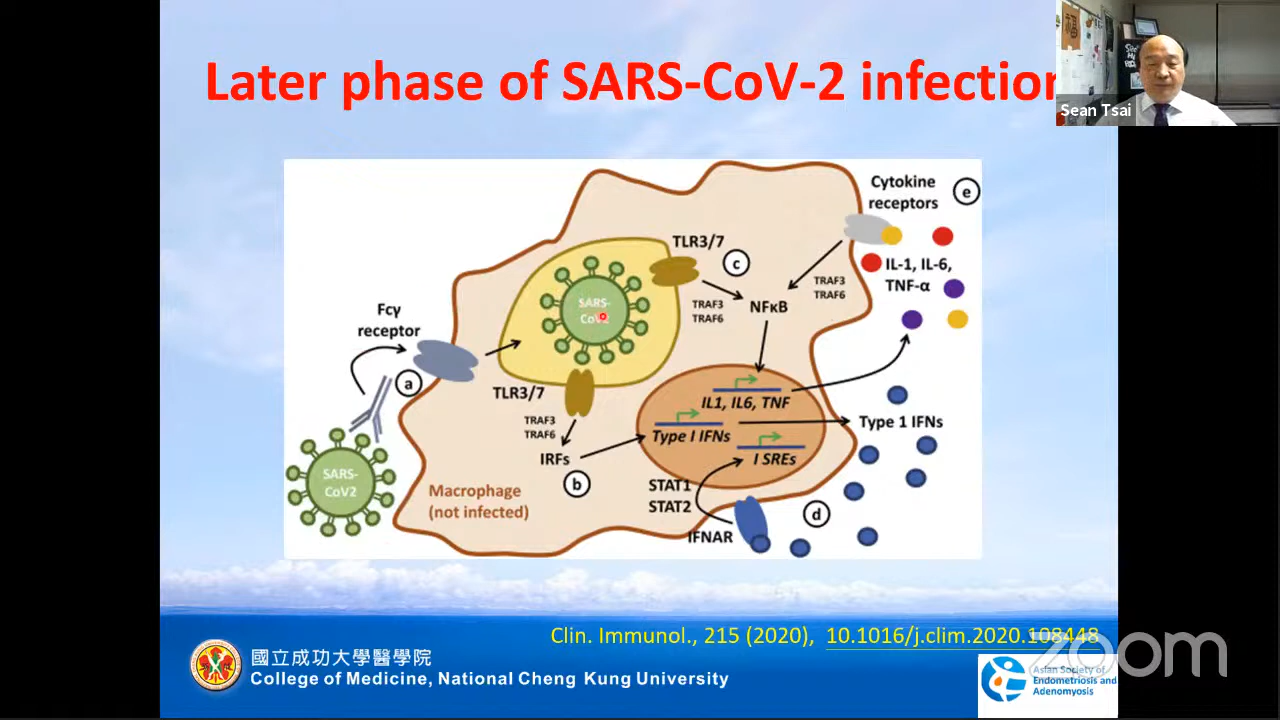 Later phase of SARS-CoV-2 infection
Sean Tsai
Cytokine
receptors
e
TLR3/7
c
IL-1, IL-6,
TNF-α
TRAF3
TRAF6
SARS-
CoV2
TRAF3
TRAF6
NFκB
Fcγ
receptor
a
TLR3/7
IL1, IL6, TNF
TRAF3
TRAF6
Type I IFNs
Type 1 IFNs
IRFs
I SREs
b
SARS-
CoV2
Macrophage
(not infected)
STAT1
STAT2
d
IFNAR
Clin. Immunol., 215 (2020), 10.1016/j.clim.2020.108448
zoom
國立成功大學醫學院
College of Medicine, National Cheng Kung University
Asian Society of
Endometriosis and
Adenomyosis